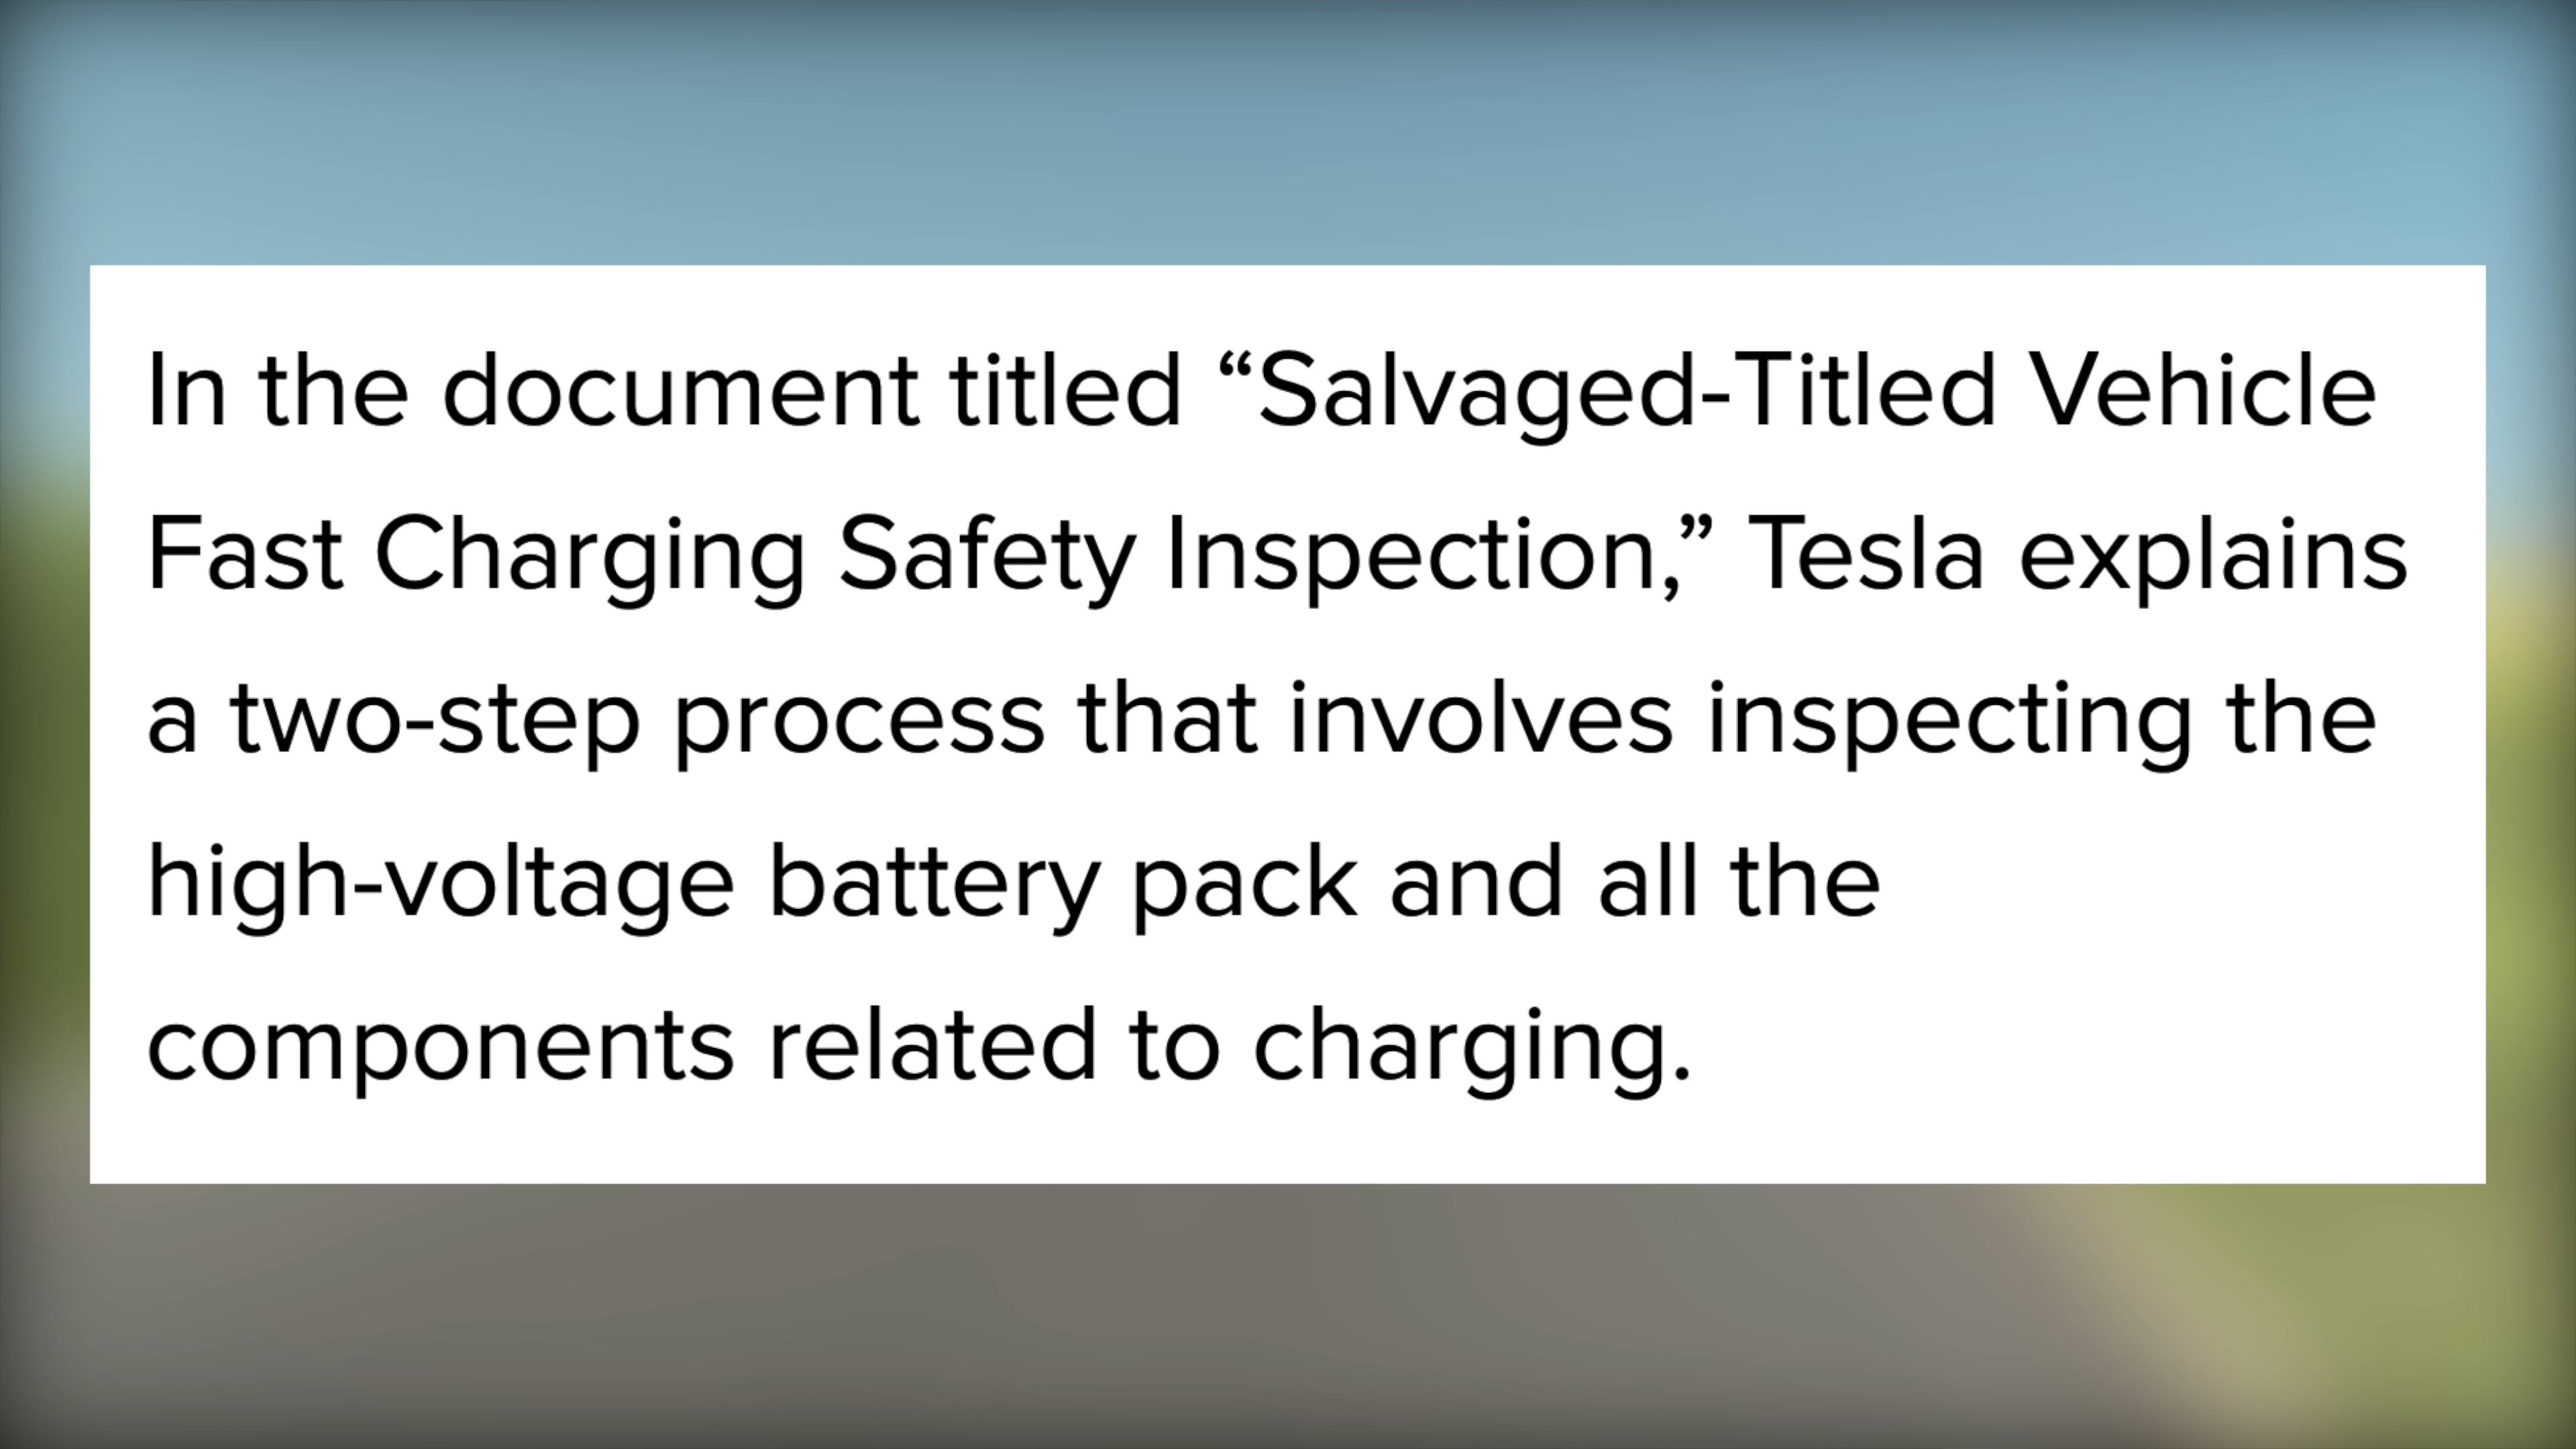 In the document titled “Salvaged-Titled Vehicle
Fast Charging Safety Inspection,” Tesla explains
a two-step process that involves inspecting the
high-voltage battery pack and all the
components related to charging.